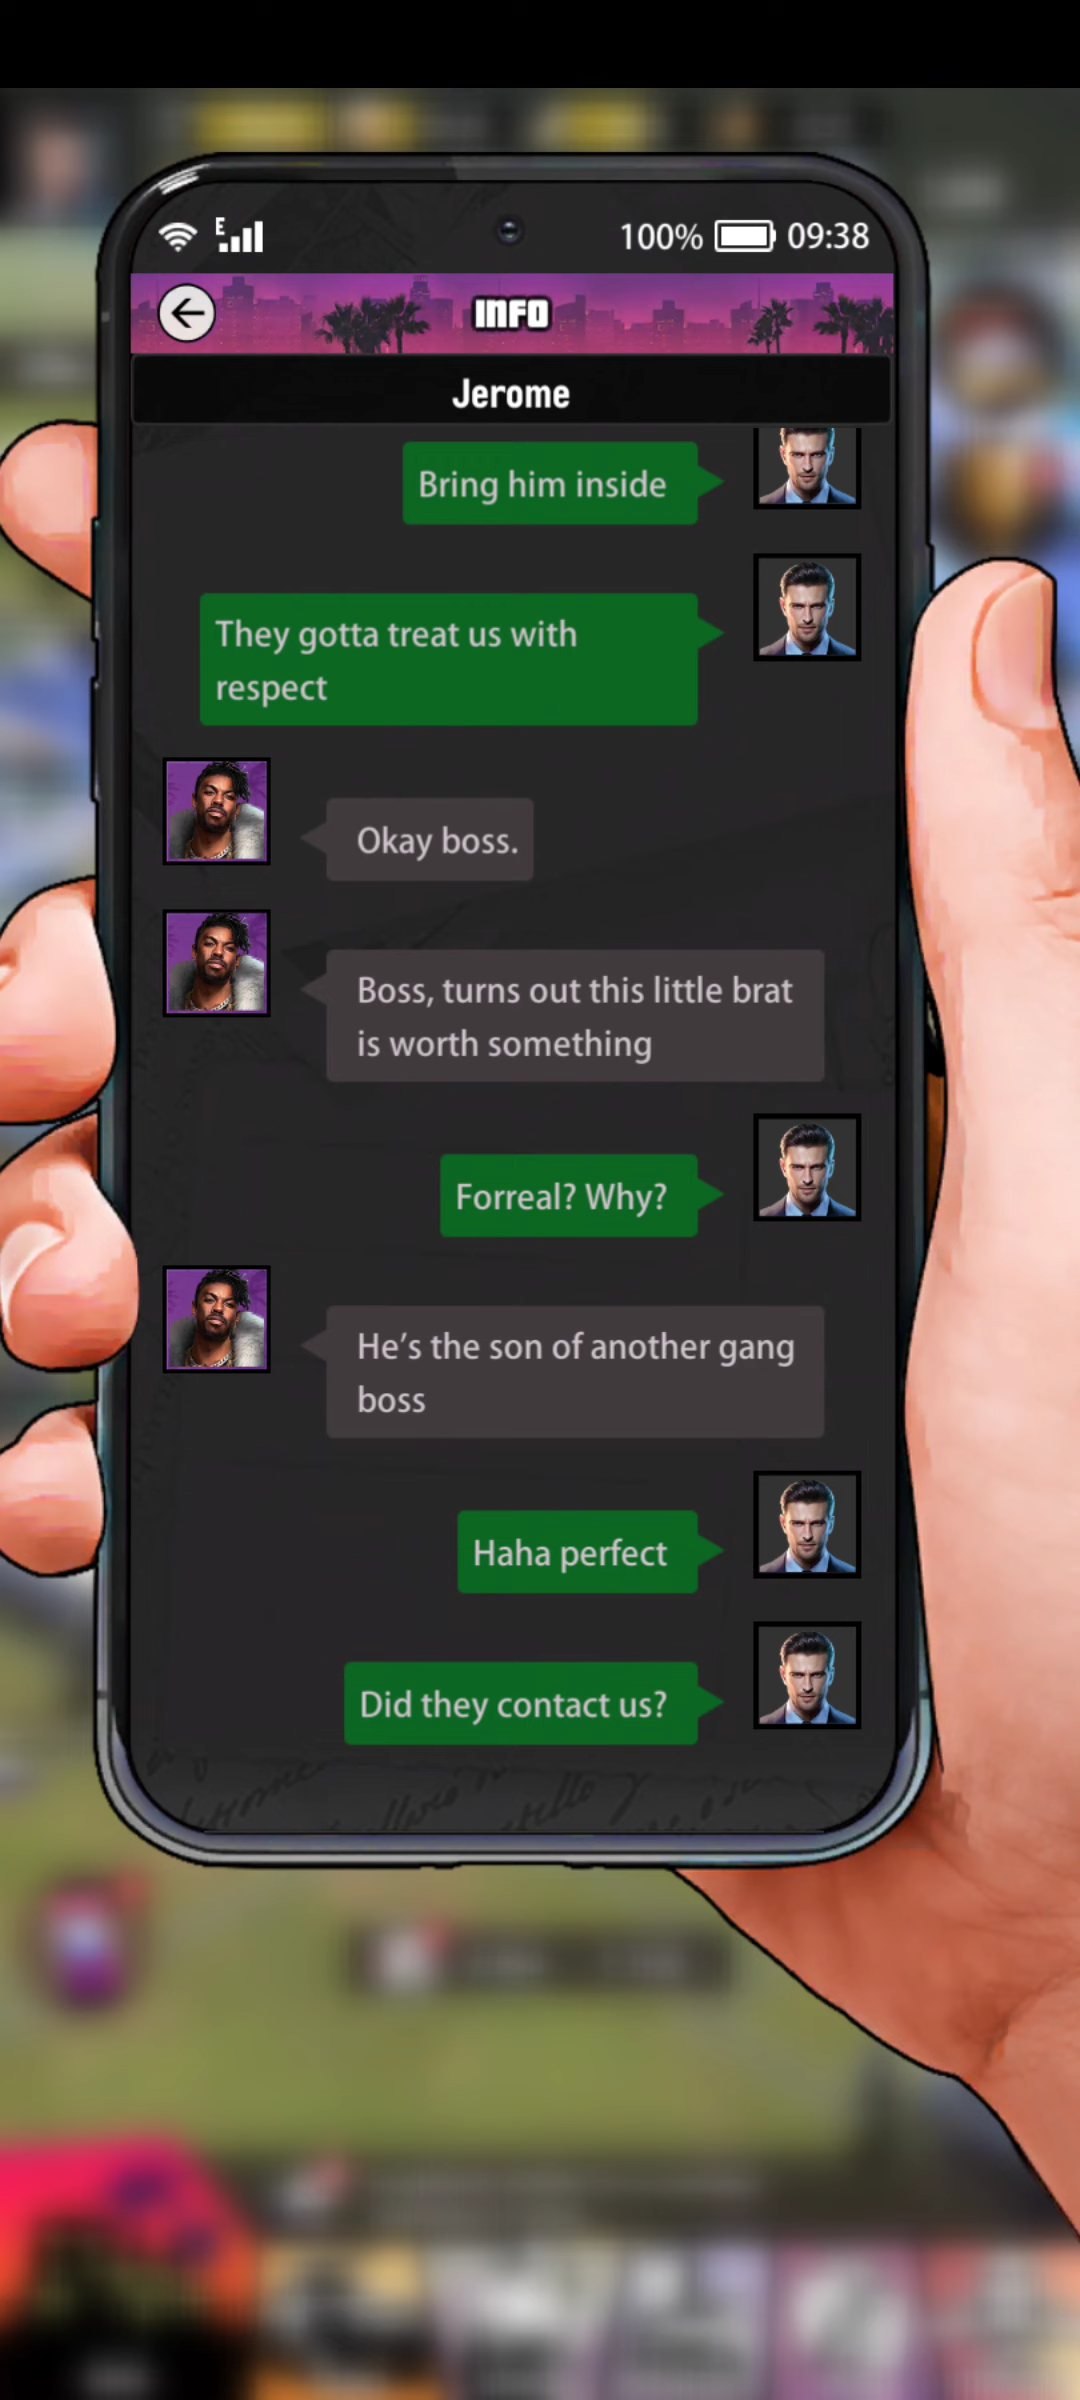 E
100% 09:38
INFO
Jerome
Bring him inside
They gotta treat us with
respect
Okay boss.
Boss, turns out this little brat
is worth something
Forreal? Why?
He’s the son of another gang
boss
Haha perfect
Did they contact us?